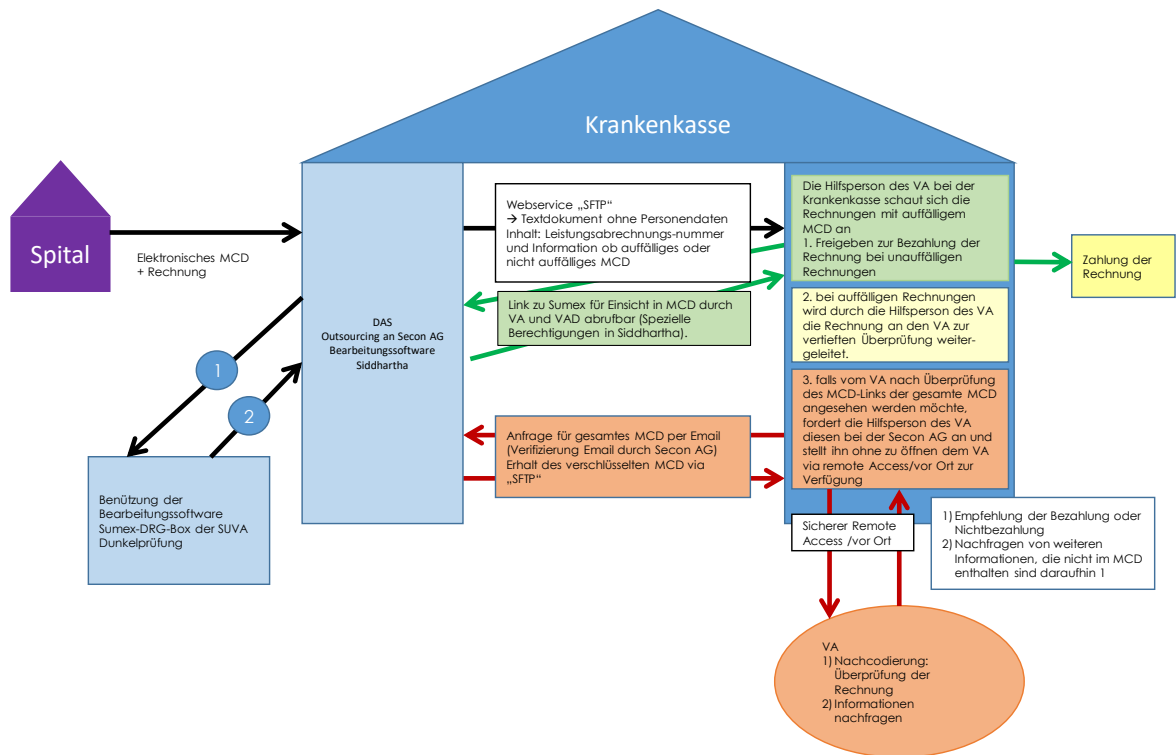 Krankenkasse
Spital
Elektronisches MCD
+ Rechnung
DAS
Outsourcing an Secon AG
Bearbeitungssoftware
Siddhartha
1
2
Benützung der
Bearbeitungssoftware
Sumex-DRG-Box der SUVA
Dunkelprüfung
Webservice „SFTP"
→ Textdokument ohne Personendaten
Inhalt: Leistungsabrechnungs-nummer
und Information ob auffälliges oder
nicht auffälliges MCD
Link zu Sumex für Einsicht in MCD durch
VA und VAD abrufbar (Spezielle
Berechtigungen in Siddhartha).
Anfrage für gesamtes MCD per Email
(Verifizierung Email durch Secon AG)
Erhalt des verschlüsselten MCD via
„SFTP"
Die Hilfsperson des VA bei der
Krankenkasse schaut sich die
Rechnungen mit auffälligem
MCD an
1. Freigeben zur Bezahlung der
Rechnung bei unauffälligen
Rechnungen
2. bei auffälligen Rechnungen
wird durch die Hilfsperson des VA
die Rechnung an den VA zur
vertieften Überprüfung weiter-
geleitet.
3. falls vom VA nach Überprüfung
des MCD-Links der gesamte MCD
angesehen werden möchte,
fordert die Hilfsperson des VA
diesen bei der Secon AG an und
stellt ihn ohne zu öffnen dem VA
via remote Access/vor Ort zur
Verfügung
Zahlung der
Rechnung
Sicherer Remote
Access /vor Ort
1) Empfehlung der Bezahlung oder
Nichtbezahlung
2) Nachfragen von weiteren
Informationen, die nicht im MCD
enthalten sind daraufhin 1
VA
1) Nachcodierung:
Überprüfung der
Rechnung
2) Informationen
nachfragen